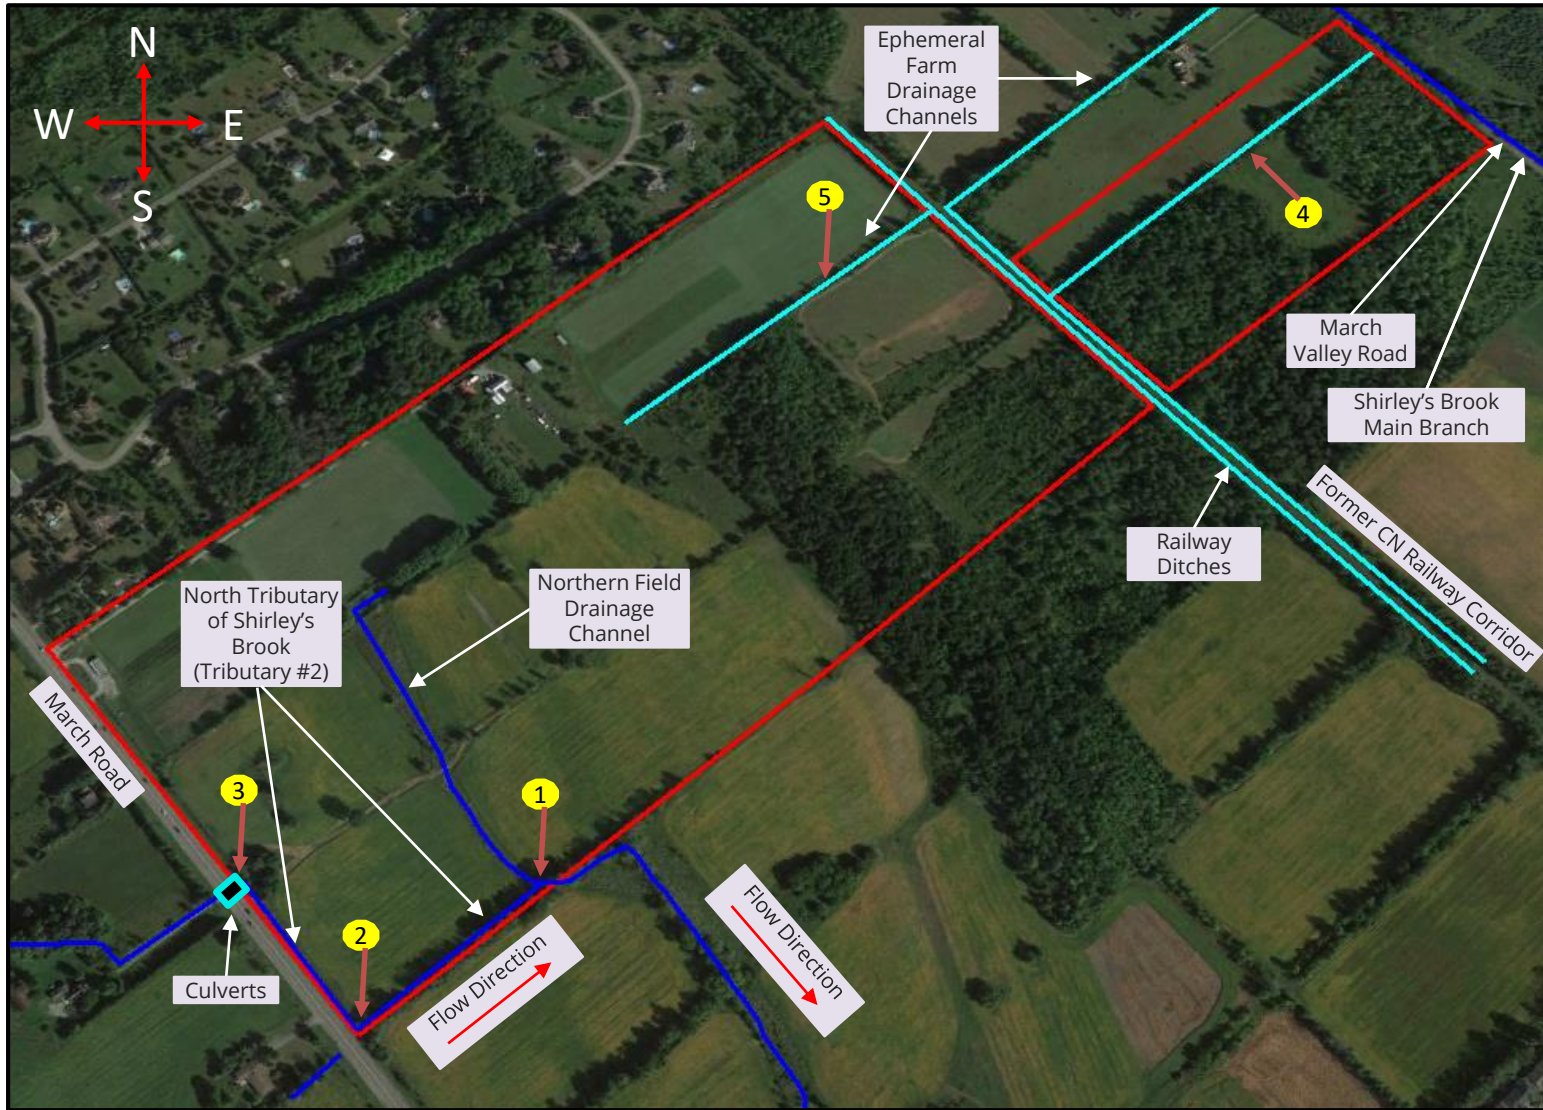 N
W E
S
Ephemeral
Farm
Drainage
Channels
5
4
March
Valley Road
Shirley's Brook
Main Branch
Former CN Railway Corridor
Railway
Ditches
North Tributary
of Shirley's
Brook
(Tributary #2)
Northern Field
Drainage
Channel
March Road
3
1
2
Culverts
Flow Direction
Flow Direction